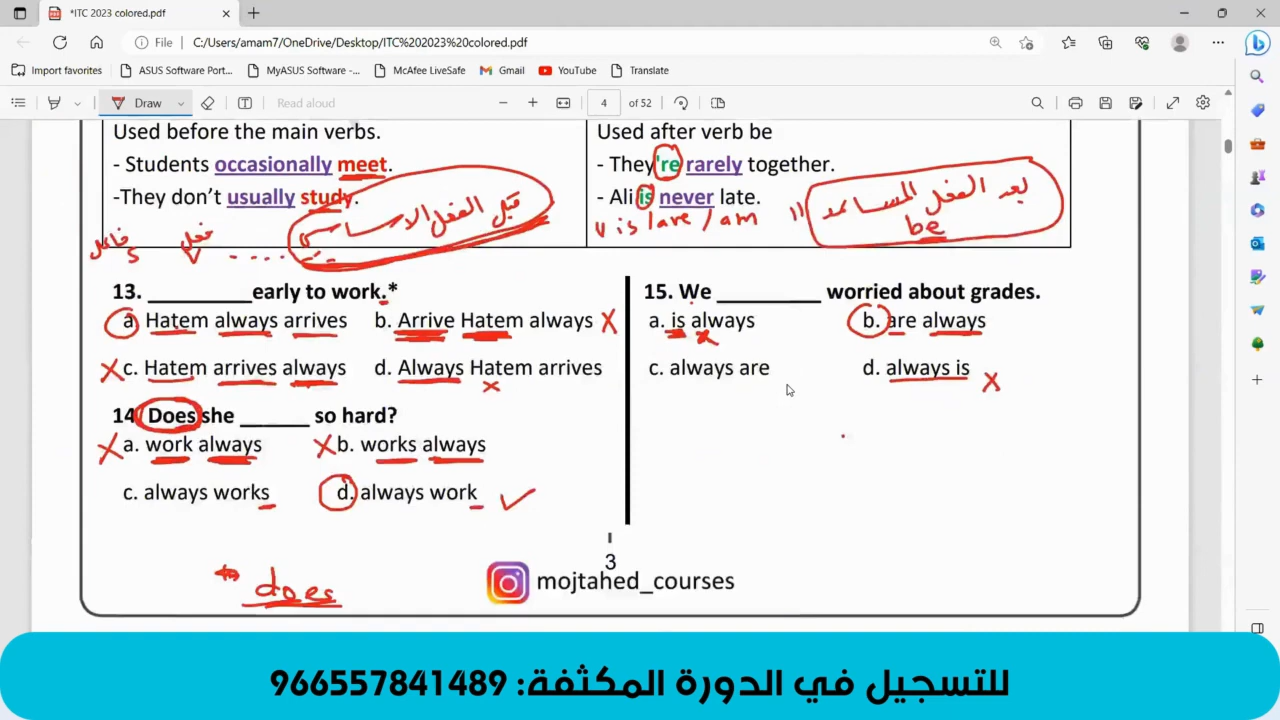 *ITC 2023 colored.pdf
File C:/Users/amam7/OneDrive/Desktop/ITC%202023%20colored.pdf
Import favorites ASUS Software Port... MyASUS Software -... McAfee LiveSafe Gmail YouTube Translate
Draw Read aloud 4 of 52
Used before the main verbs.
- Students occasionally meet.
-They don’t usually study.
قبل الفعل الاساسي
فاعل
S
فعل
V
Used after verb be
- They're rarely together.
- Ali is never late.
is / are / am
بعد الفعل المساعد
be
13. _________early to work.*
a. Hatem always arrives b. Arrive Hatem always X
X c. Hatem arrives always d. Always Hatem arrives
X
14. Does she ______ so hard?
X a. work always X b. works always
c. always works d. always work
does
15. We _________ worried about grades.
a. is always b. are always
X
c. always are d. always is X
3
mojtahed_courses
للتسجيل في الدورة المكثفة: 966557841489